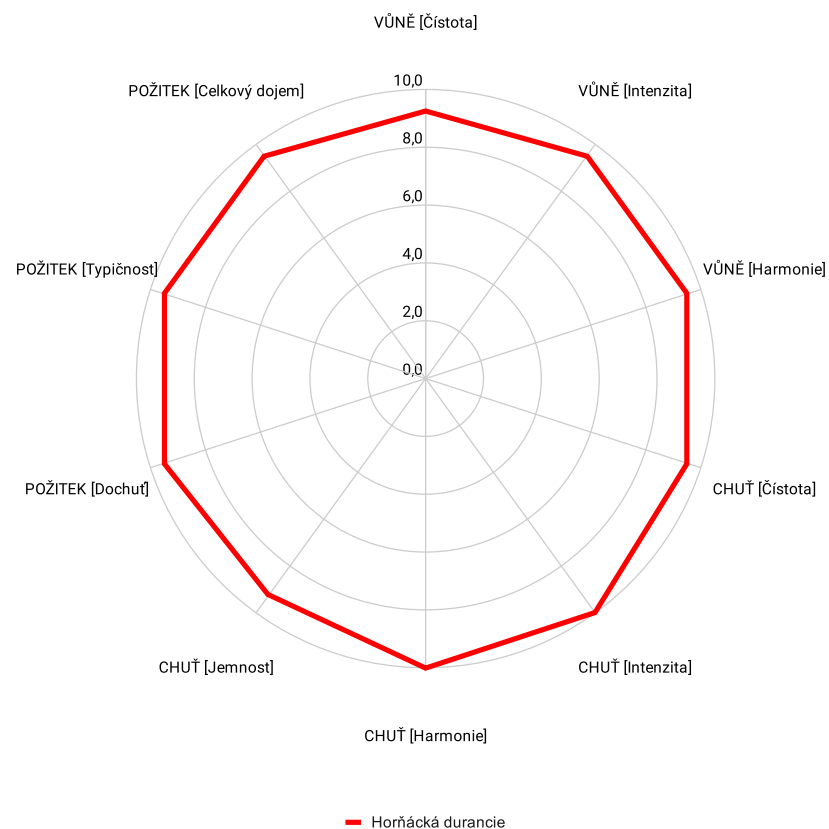 VŮNĚ [Čístota]
POŽITEK [Celkový dojem]
VŮNĚ [Intenzita]
10,0
8,0
6,0
4,0
2,0
0,0
POŽITEK [Typičnost]
VŮNĚ [Harmonie]
POŽITEK [Dochuť]
CHUŤ [Čístota]
CHUŤ [Jemnost]
CHUŤ [Intenzita]
CHUŤ [Harmonie]
Horňácká durancie